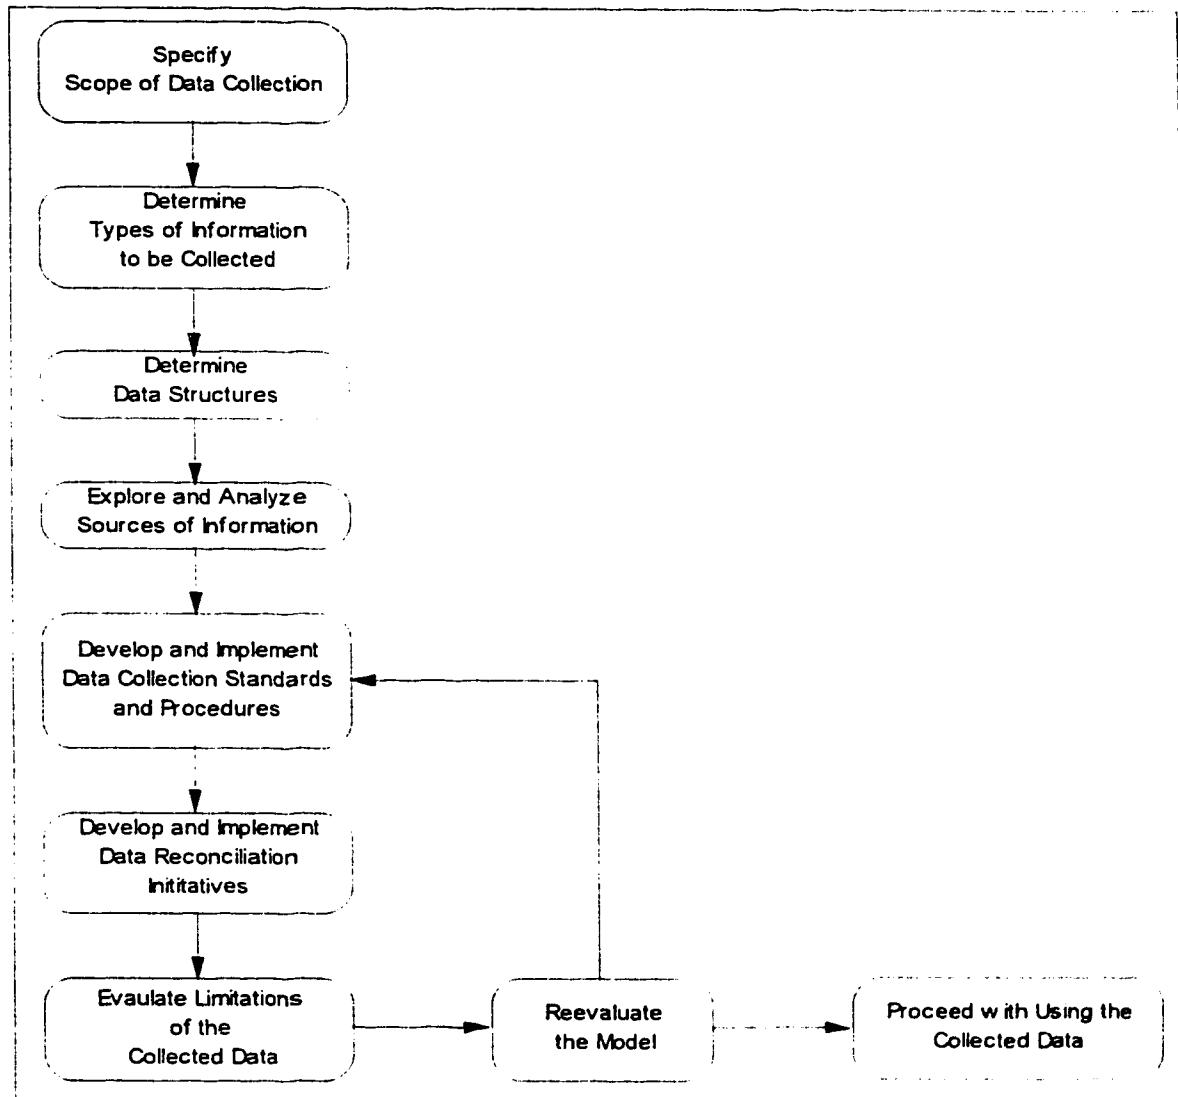 Specify
Scope of Data Collection
Determine
Types of Information
to be Collected
Determine
Data Structures
Explore and Analyze
Sources of Information
Develop and Implement
Data Collection Standards
and Procedures
Develop and Implement
Data Reconciliation
Inititatives
Evaulate Limitations
of the
Collected Data
Reevaluate
the Model
Proceed with Using the
Collected Data